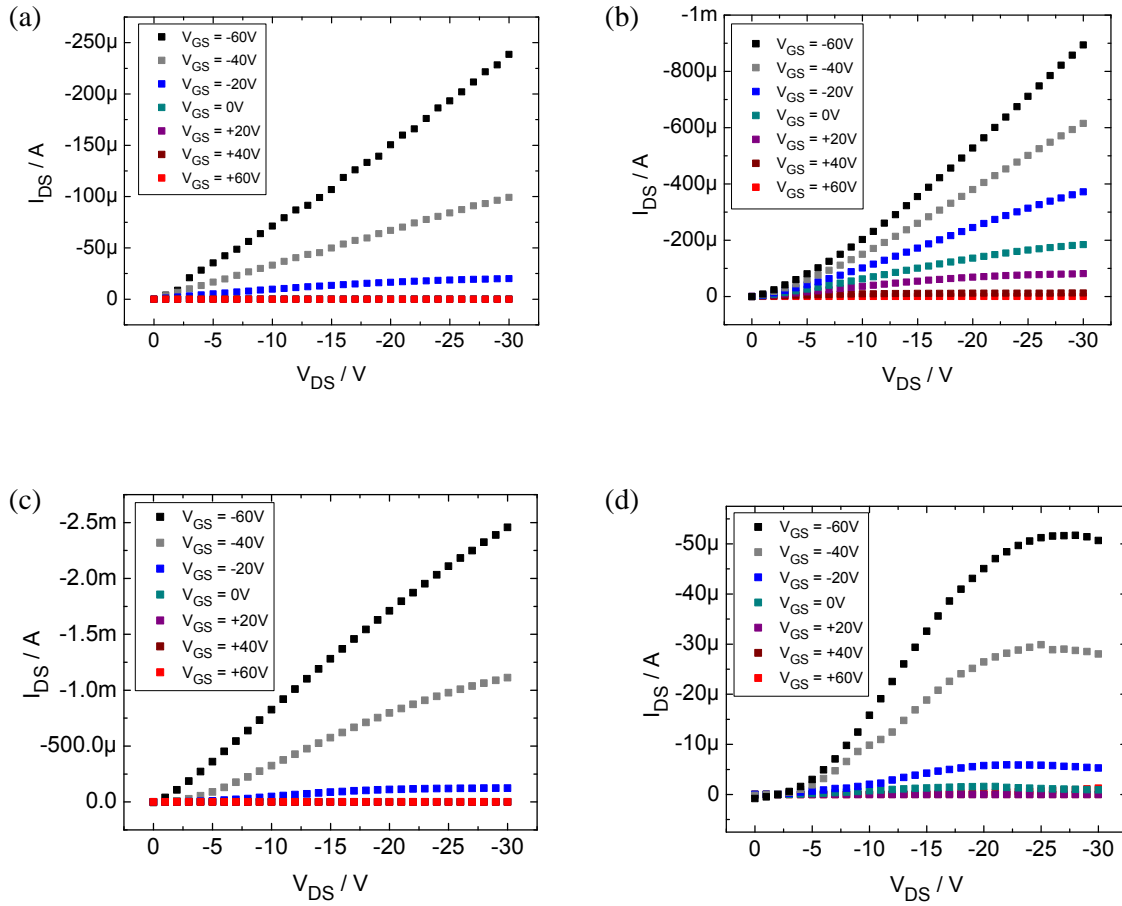 (a)
-250µ
-200µ
-150µ
-100µ
-50µ
0
I_DS / A
V_GS = -60V
V_GS = -40V
V_GS = -20V
V_GS = 0V
V_GS = +20V
V_GS = +40V
V_GS = +60V
0 -5 -10 -15 -20 -25 -30
V_DS / V
(b)
-1m
-800µ
-600µ
-400µ
-200µ
0
I_DS / A
V_GS = -60V
V_GS = -40V
V_GS = -20V
V_GS = 0V
V_GS = +20V
V_GS = +40V
V_GS = +60V
0 -5 -10 -15 -20 -25 -30
V_DS / V
(c)
-2.5m
-2.0m
-1.5m
-1.0m
-500.0µ
0.0
I_DS / A
V_GS = -60V
V_GS = -40V
V_GS = -20V
V_GS = 0V
V_GS = +20V
V_GS = +40V
V_GS = +60V
0 -5 -10 -15 -20 -25 -30
V_DS / V
(d)
-50µ
-40µ
-30µ
-20µ
-10µ
0
I_DS / A
V_GS = -60V
V_GS = -40V
V_GS = -20V
V_GS = 0V
V_GS = +20V
V_GS = +40V
V_GS = +60V
0 -5 -10 -15 -20 -25 -30
V_DS / V